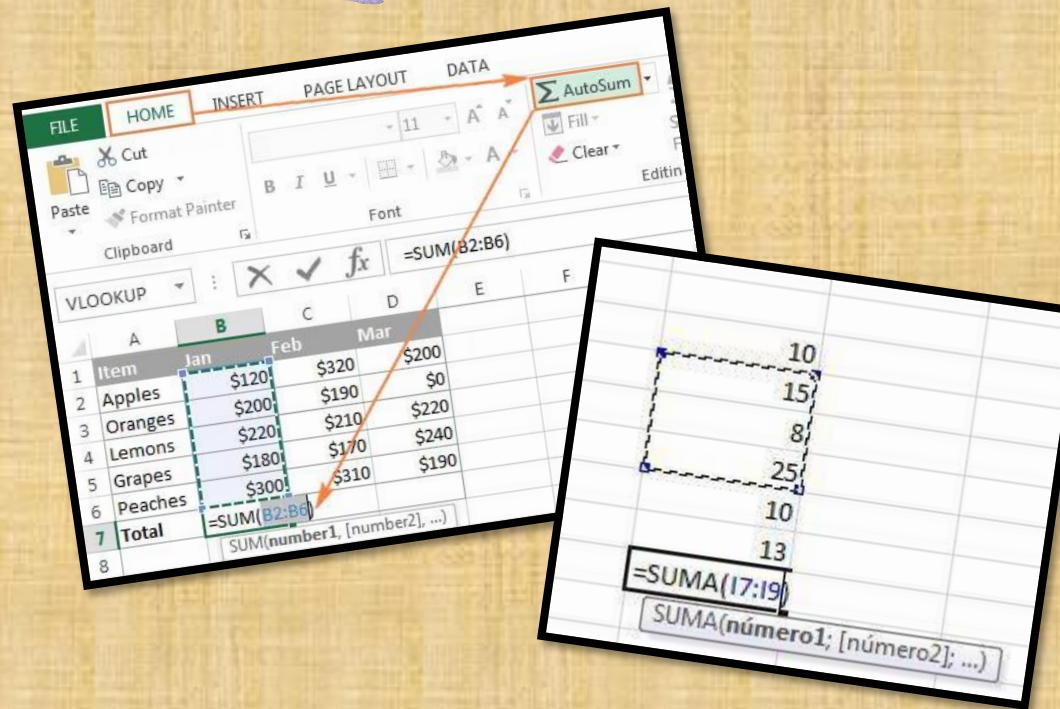 FILE HOME INSERT PAGE LAYOUT DATA
Cut
Copy
Format Painter
Paste
Clipboard
11 A A
B I U A
Font
∑ AutoSum
Fill
Clear
Editin
VLOOKUP fx =SUM(B2:B6)
A B C D E F
1 Item Jan Feb Mar
2 Apples $120 $320 $200
3 Oranges $200 $190 $0
4 Lemons $220 $210 $220
5 Grapes $180 $170 $240
6 Peaches $300 $310 $190
7 Total =SUM(B2:B6)
8 SUM(number1, [number2], ...)
10
15
8
25
10
13
=SUMA(I7:I9)
SUMA(número1; [número2]; ...)